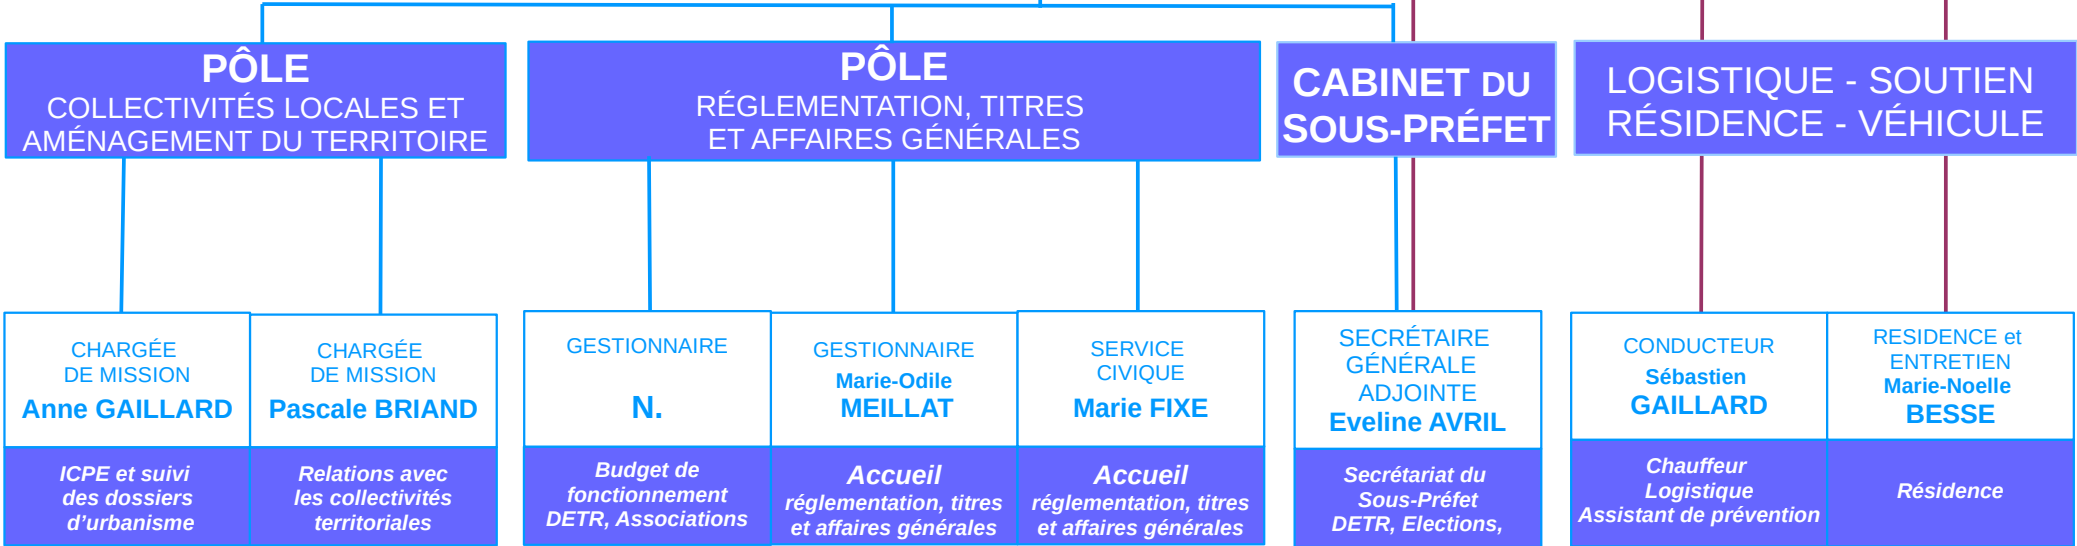 PÔLE
COLLECTIVITÉS LOCALES ET
AMÉNAGEMENT DU TERRITOIRE
PÔLE
RÉGLEMENTATION, TITRES
ET AFFAIRES GÉNÉRALES
CABINET DU
SOUS-PRÉFET
LOGISTIQUE - SOUTIEN
RÉSIDENCE - VÉHICULE
CHARGÉE
DE MISSION
Anne GAILLARD
ICPE et suivi
des dossiers
d’urbanisme
CHARGÉE
DE MISSION
Pascale BRIAND
Relations avec
les collectivités
territoriales
GESTIONNAIRE
N.
Budget de
fonctionnement
DETR, Associations
GESTIONNAIRE
Marie-Odile
MEILLAT
Accueil
réglementation, titres
et affaires générales
SERVICE
CIVIQUE
Marie FIXE
Accueil
réglementation, titres
et affaires générales
SECRÉTAIRE
GÉNÉRALE
ADJOINTE
Eveline AVRIL
Secrétariat du
Sous-Préfet
DETR, Elections,
CONDUCTEUR
Sébastien
GAILLARD
Chauffeur
Logistique
Assistant de prévention
RESIDENCE et
ENTRETIEN
Marie-Noelle
BESSE
Résidence